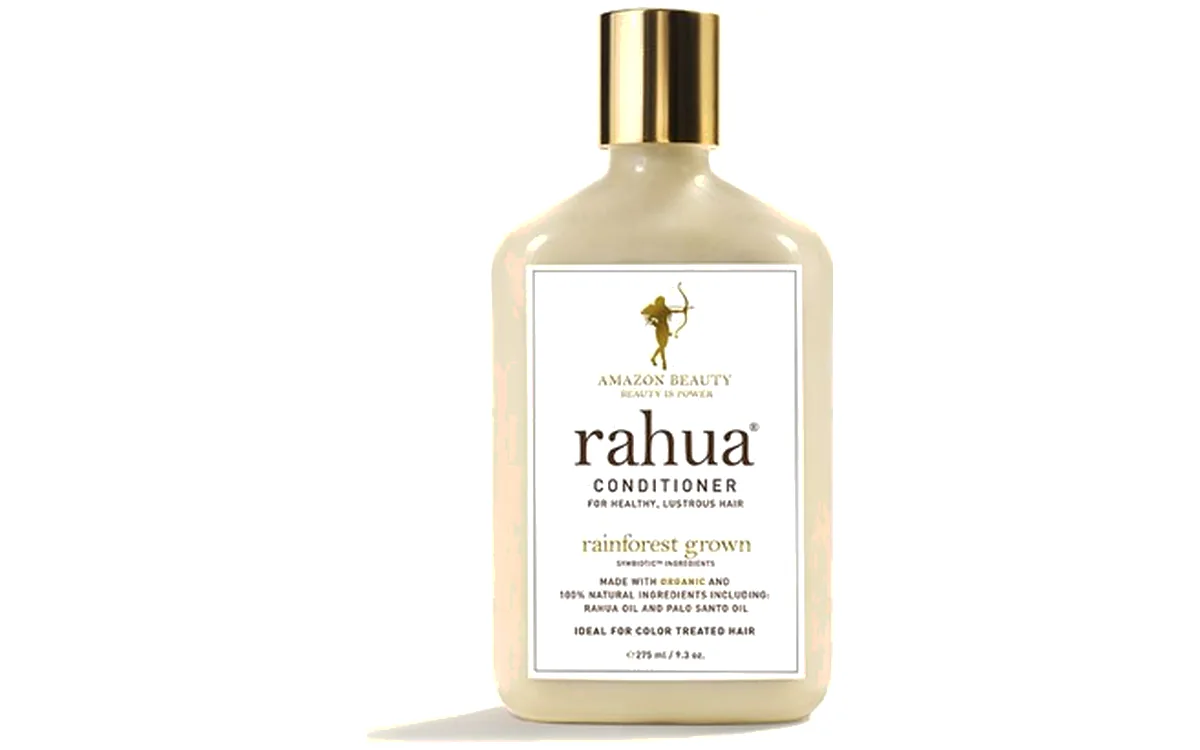 AMAZON BEAUTY
BEAUTY IS POWER
rahua®
CONDITIONER
FOR HEALTHY, LUSTROUS HAIR
rainforest grown
SYMBIOTIC™ INGREDIENTS
MADE WITH ORGANIC AND
100% NATURAL INGREDIENTS INCLUDING:
RAHUA OIL AND PALO SANTO OIL
IDEAL FOR COLOR TREATED HAIR
℮275 ml / 9.3 oz.